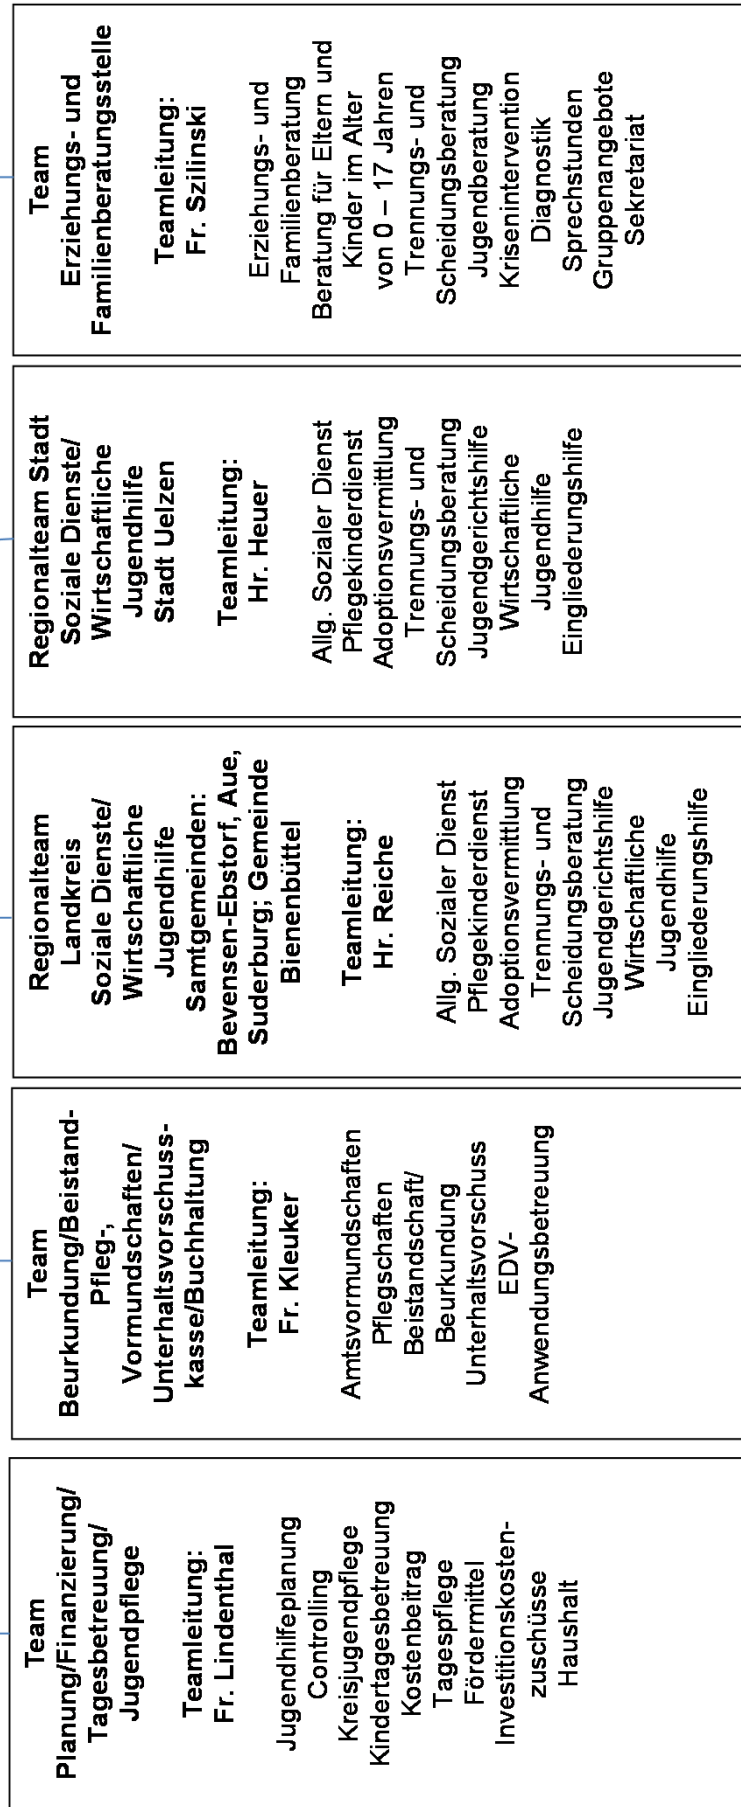 Team
Planung/Finanzierung/
Tagesbetreuung/
Jugendpflege
Teamleitung:
Fr. Lindenthal
Jugendhilfeplanung
Controlling
Kreisjugendpflege
Kindertagesbetreuung
Kostenbeitrag
Tagespflege
Fördermittel
Investitionskosten-
zuschüsse
Haushalt
Team
Beurkundung/Beistand-
Pfleg-,
Vormundschaften/
Unterhaltsvorschuss-
kasse/Buchhaltung
Teamleitung:
Fr. Kleuker
Amtsvormundschaften
Pflegschaften
Beistandschaft/
Beurkundung
Unterhaltsvorschuss
EDV-
Anwendungsbetreuung
Regionalteam
Landkreis
Soziale Dienste/
Wirtschaftliche
Jugendhilfe
Samtgemeinden:
Bevensen-Ebstorf, Aue,
Suderburg; Gemeinde
Bienenbüttel
Teamleitung:
Hr. Reiche
Allg. Sozialer Dienst
Pflegekinderdienst
Adoptionsvermittlung
Trennungs- und
Scheidungsberatung
Jugendgerichtshilfe
Wirtschaftliche
Jugendhilfe
Eingliederungshilfe
Regionalteam Stadt
Soziale Dienste/
Wirtschaftliche
Jugendhilfe
Stadt Uelzen
Teamleitung:
Hr. Heuer
Allg. Sozialer Dienst
Pflegekinderdienst
Adoptionsvermittlung
Trennungs- und
Scheidungsberatung
Jugendgerichtshilfe
Wirtschaftliche
Jugendhilfe
Eingliederungshilfe
Team
Erziehungs- und
Familienberatungsstelle
Teamleitung:
Fr. Szilinski
Erziehungs- und
Familienberatung
Beratung für Eltern und
Kinder im Alter
von 0 – 17 Jahren
Trennungs- und
Scheidungsberatung
Jugendberatung
Krisenintervention
Diagnostik
Sprechstunden
Gruppenangebote
Sekretariat